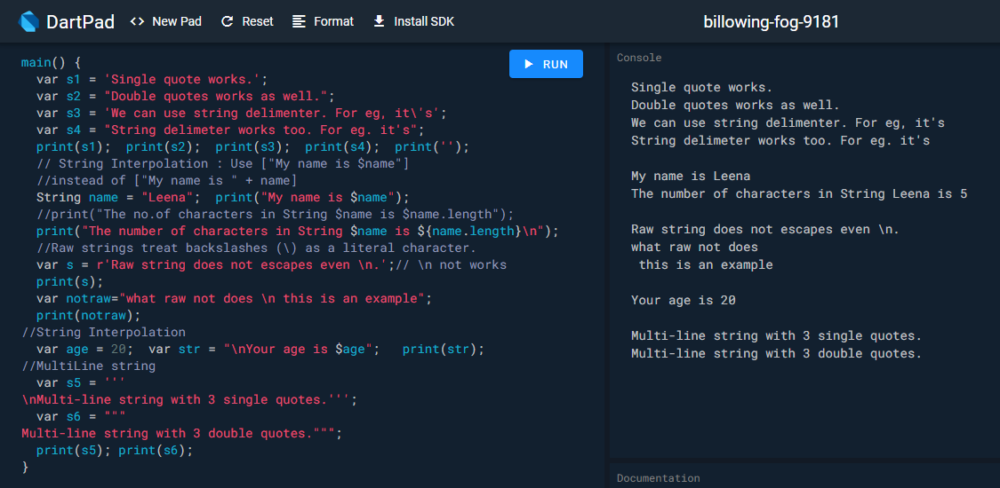 DartPad <> New Pad Reset Format Install SDK billowing-fog-9181
main() {
  var s1 = 'Single quote works.';
  var s2 = "Double quotes works as well.";
  var s3 = 'We can use string delimenter. For eg, it\'s';
  var s4 = "String delimeter works too. For eg. it's";
  print(s1);  print(s2);  print(s3);  print(s4);  print('');
  // String Interpolation : Use ["My name is $name"]
  //instead of ["My name is " + name]
  String name = "Leena";  print("My name is $name");
  //print("The no.of characters in String $name is $name.length");
  print("The number of characters in String $name is ${name.length}\n");
  //Raw strings treat backslashes (\) as a literal character.
  var s = r'Raw string does not escapes even \n.';// \n not works
  print(s);
  var notraw="what raw not does \n this is an example";
  print(notraw);
//String Interpolation
  var age = 20;  var str = "\nYour age is $age";   print(str);
//MultiLine string
  var s5 = '''
\nMulti-line string with 3 single quotes.''';
  var s6 = """
Multi-line string with 3 double quotes.""";
  print(s5); print(s6);
}
RUN
Console
Single quote works.
Double quotes works as well.
We can use string delimenter. For eg, it's
String delimeter works too. For eg. it's
My name is Leena
The number of characters in String Leena is 5
Raw string does not escapes even \n.
what raw not does
 this is an example
Your age is 20
Multi-line string with 3 single quotes.
Multi-line string with 3 double quotes.
Documentation